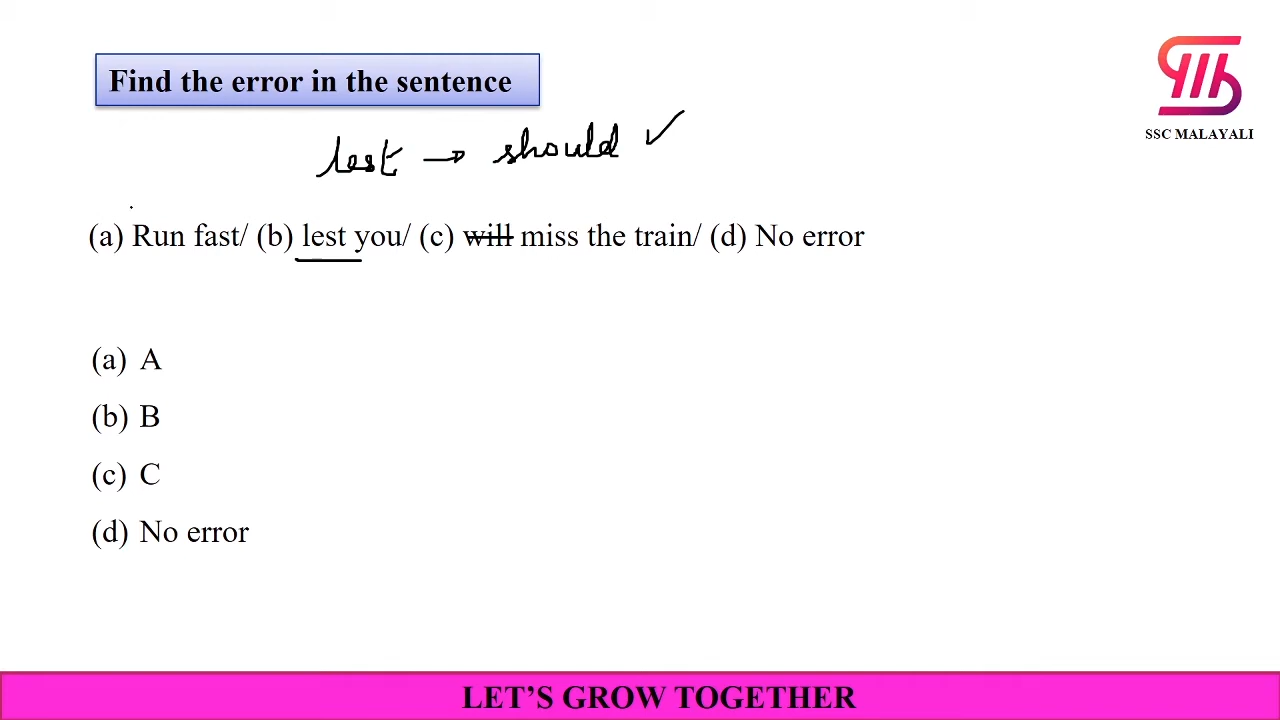 Find the error in the sentence
SSC MALAYALI
lest → should ✓
(a) Run fast/ (b) lest you/ (c) will miss the train/ (d) No error
(a) A
(b) B
(c) C
(d) No error
LET'S GROW TOGETHER